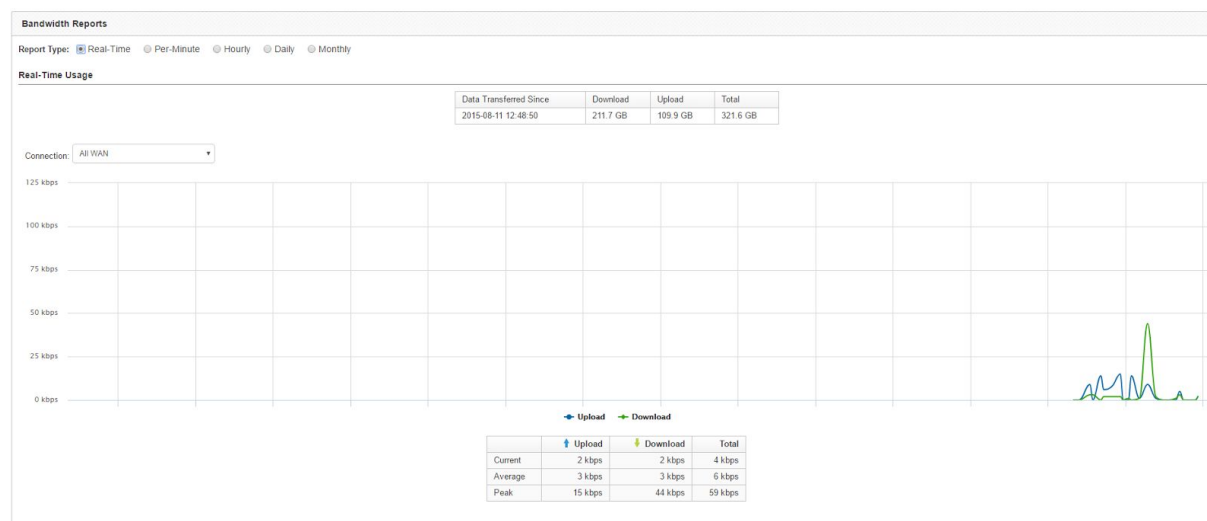 Bandwidth Reports
Report Type: Real-Time Per-Minute Hourly Daily Monthly
Real-Time Usage
Data Transferred Since Download Upload Total
2015-08-11 12:48:50 211.7 GB 109.9 GB 321.6 GB
Connection: All WAN
125 kbps
100 kbps
75 kbps
50 kbps
25 kbps
0 kbps
Upload Download
Upload Download Total
Current 2 kbps 2 kbps 4 kbps
Average 3 kbps 3 kbps 6 kbps
Peak 15 kbps 44 kbps 59 kbps